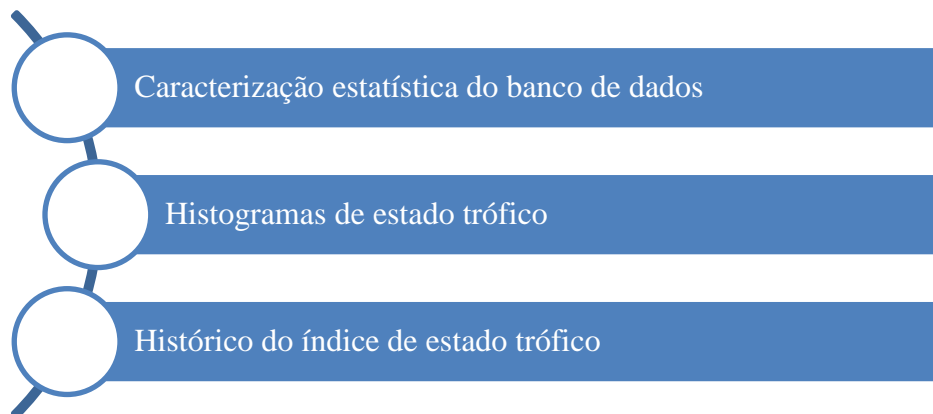 Caracterização estatística do banco de dados
Histogramas de estado trófico
Histórico do índice de estado trófico